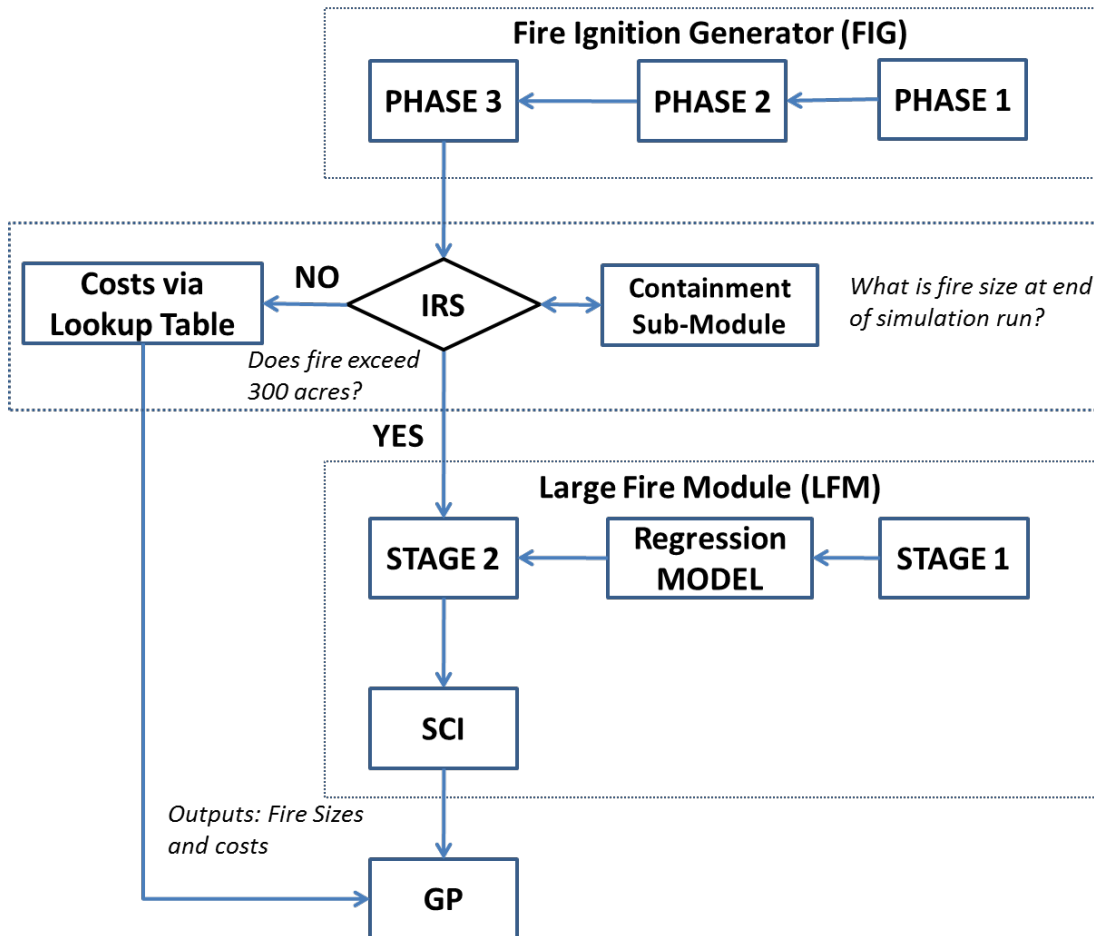 Fire Ignition Generator (FIG)
PHASE 3
PHASE 2
PHASE 1
Costs via
Lookup Table
NO
IRS
Containment
Sub-Module
What is fire size at end
of simulation run?
Does fire exceed
300 acres?
YES
Large Fire Module (LFM)
STAGE 2
Regression
MODEL
STAGE 1
SCI
Outputs: Fire Sizes
and costs
GP